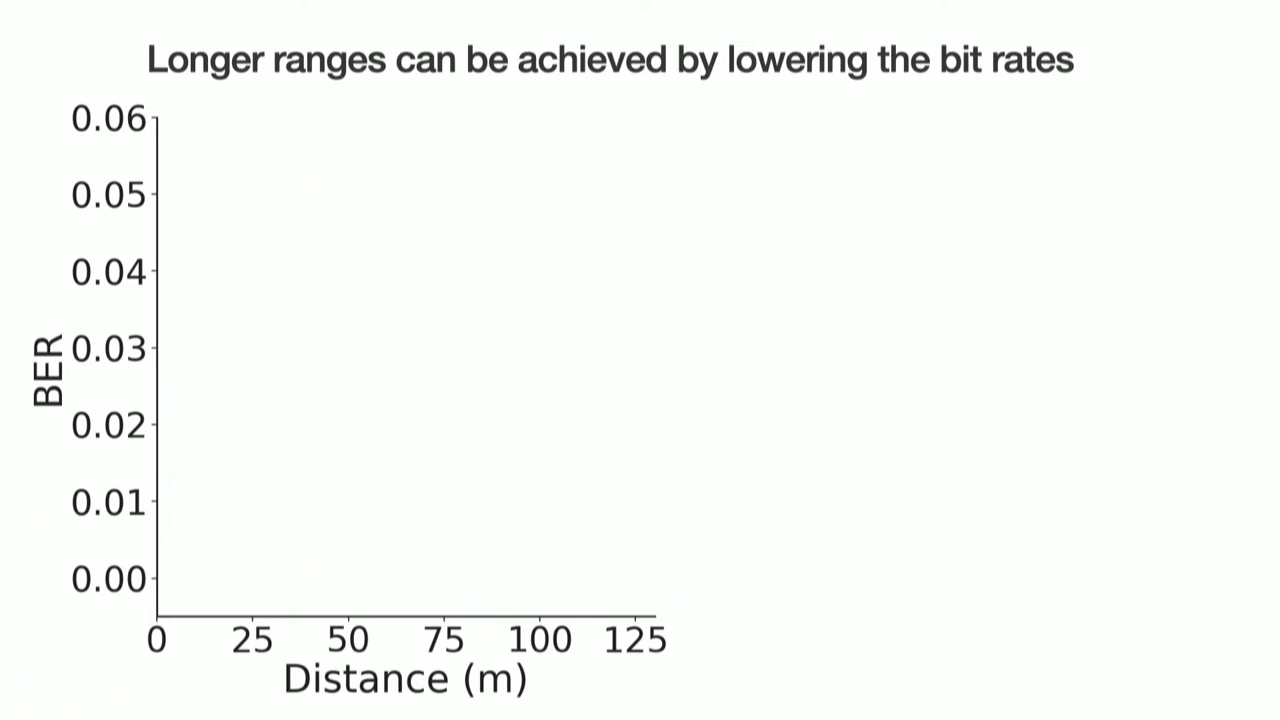 Longer ranges can be achieved by lowering the bit rates
0.06
0.05
0.04
0.03
0.02
0.01
0.00
BER
0 25 50 75 100 125
Distance (m)